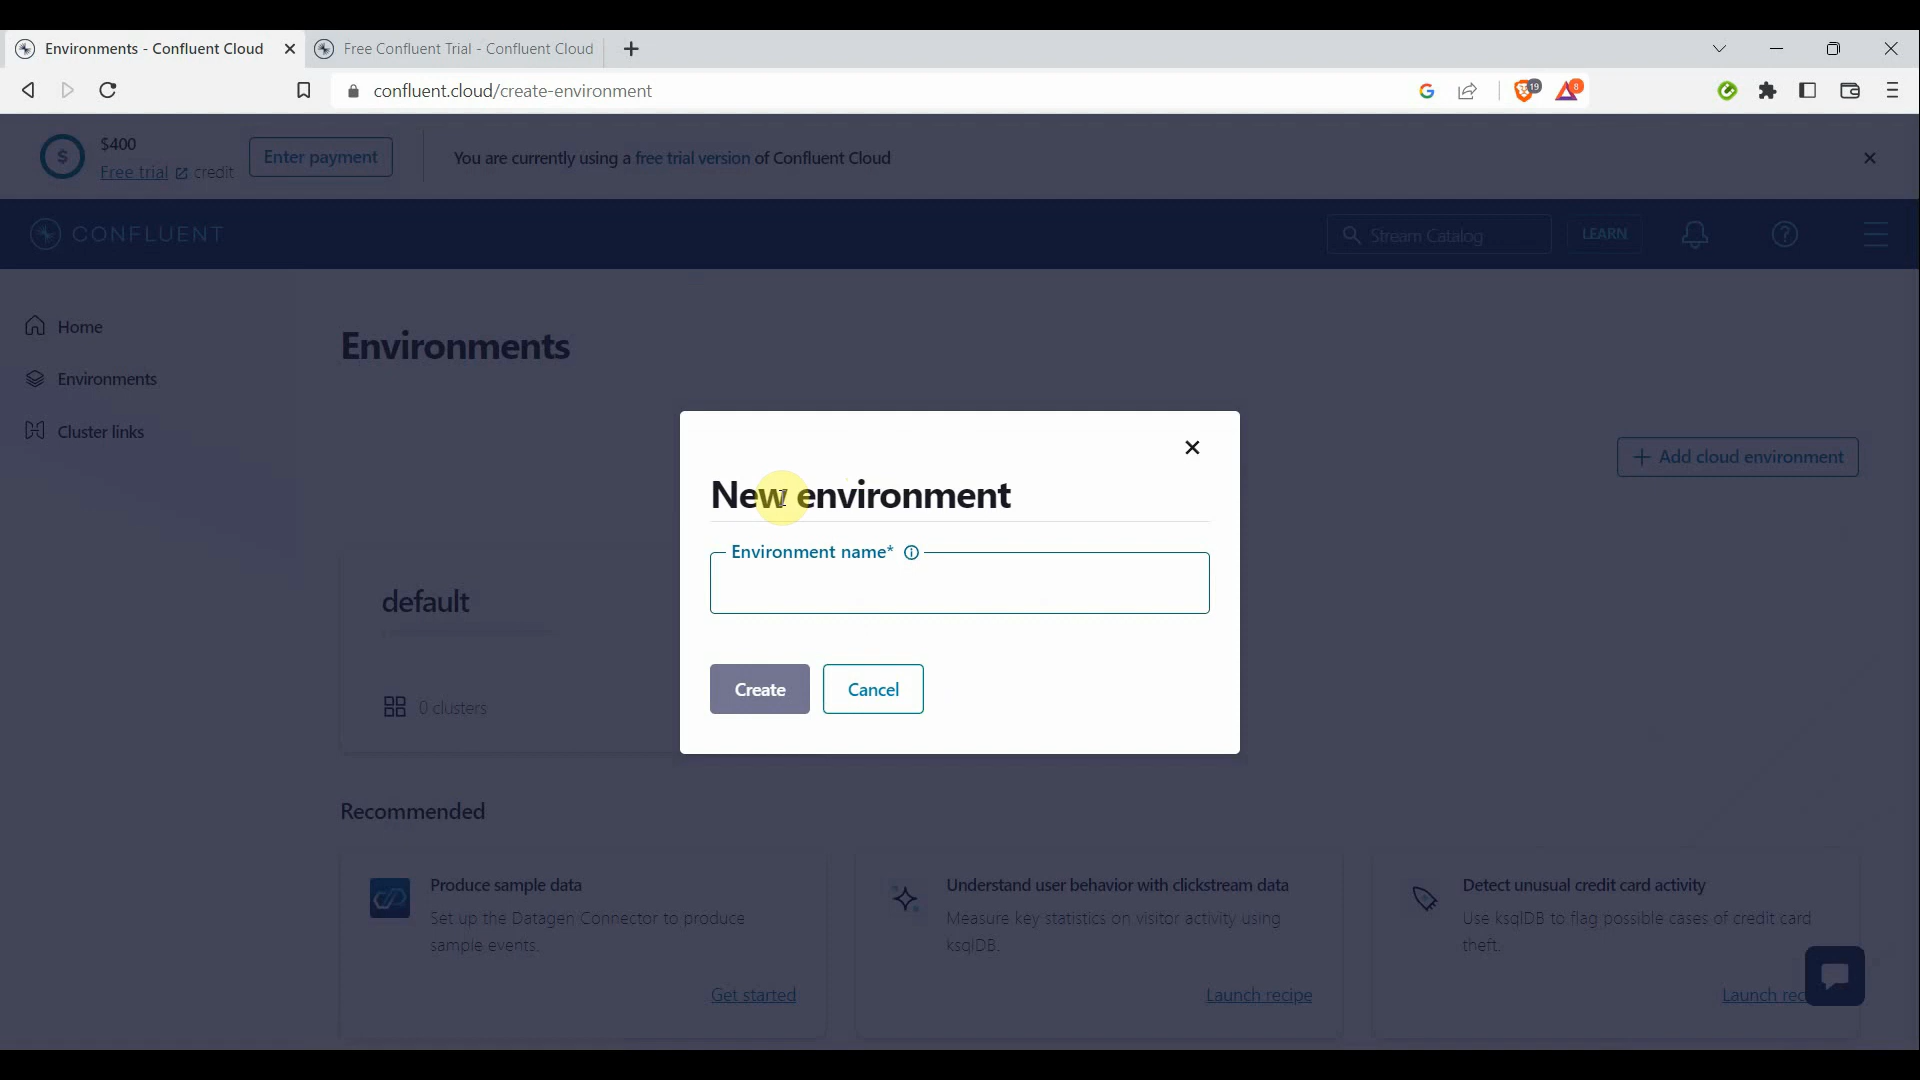 Environments - Confluent Cloud
Free Confluent Trial - Confluent Cloud
confluent.cloud/create-environment
19
8
$400
Free trial credit
Enter payment
You are currently using a free trial version of Confluent Cloud
CONFLUENT
Stream Catalog
LEARN
Home
Environments
Cluster links
Environments
+ Add cloud environment
New environment
Environment name*
Create
Cancel
default
0 clusters
Recommended
Produce sample data
Set up the Datagen Connector to produce
sample events.
Get started
Understand user behavior with clickstream data
Measure key statistics on visitor activity using
ksqlDB.
Launch recipe
Detect unusual credit card activity
Use ksqlDB to flag possible cases of credit card
theft.
Launch rec